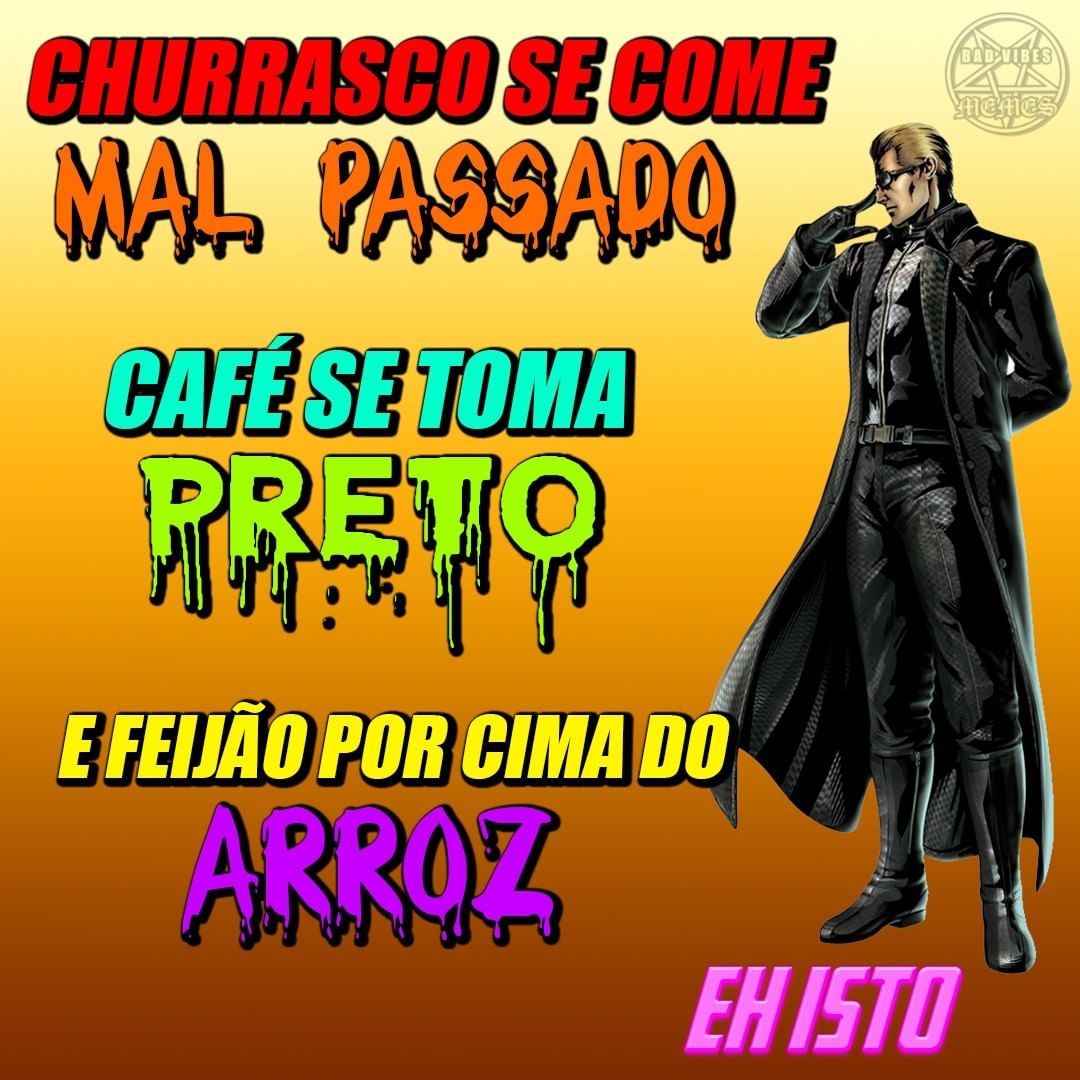 BAD VIBES
MEMES
CHURRASCO SE COME
MAL PASSADO
CAFÉ SE TOMA
PRETO
E FEIJÃO POR CIMA DO
ARROZ
EH ISTO